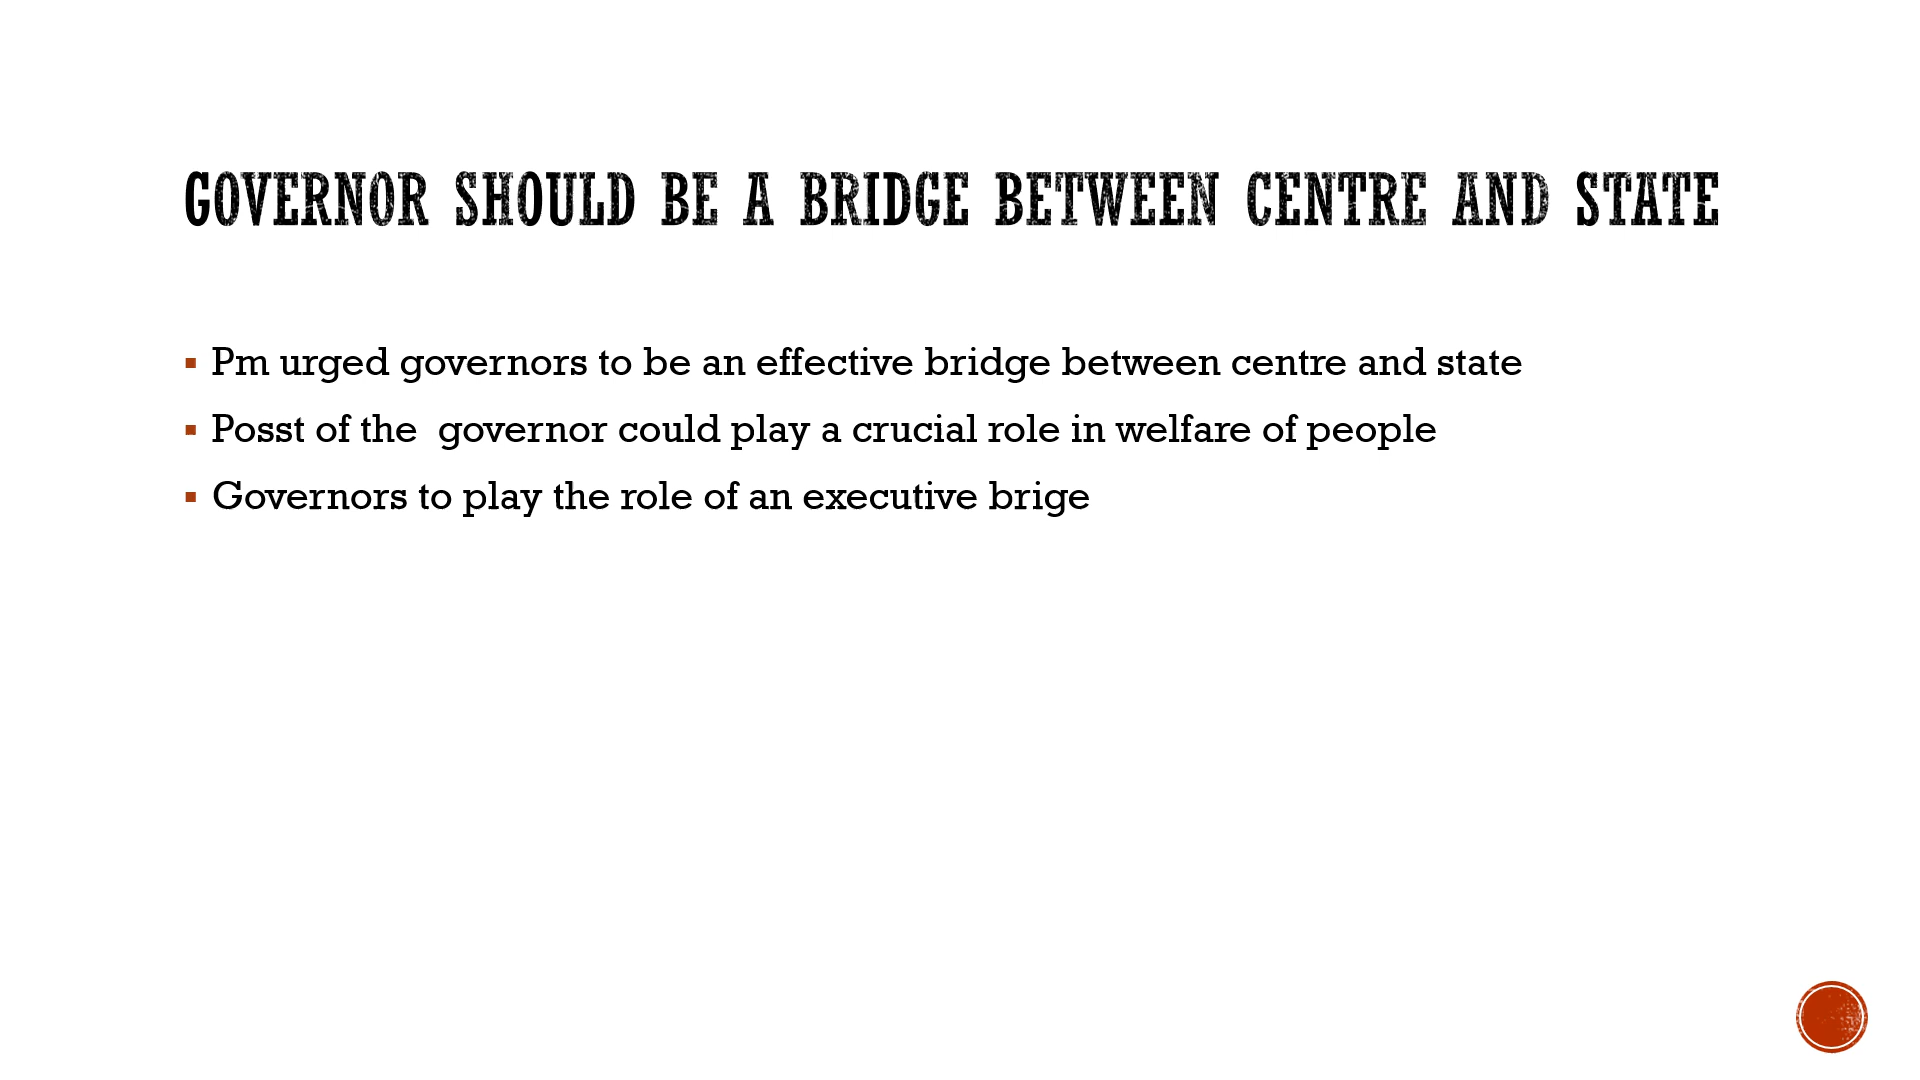 GOVERNOR SHOULD BE A BRIDGE BETWEEN CENTRE AND STATE
▪ Pm urged governors to be an effective bridge between centre and state
▪ Posst of the  governor could play a crucial role in welfare of people
▪ Governors to play the role of an executive brige